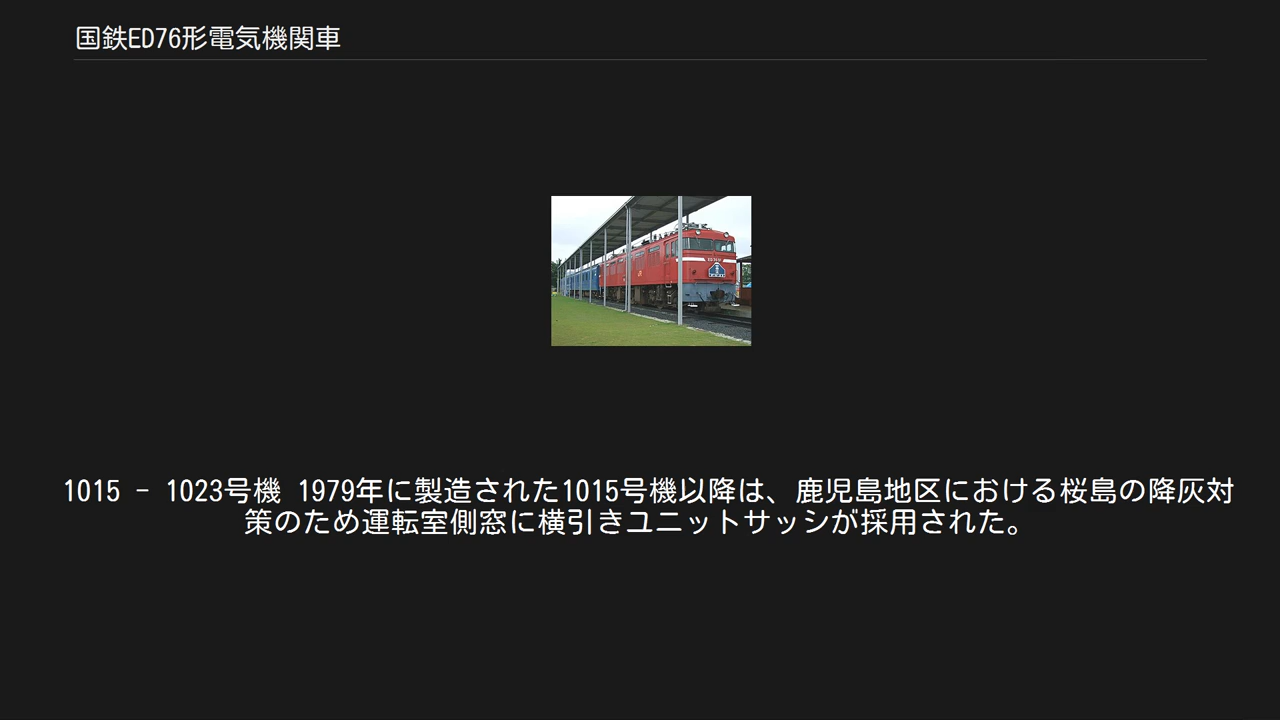 国鉄ED76形電気機関車
1015 - 1023号機 1979年に製造された1015号機以降は、鹿児島地区における桜島の降灰対
策のため運転室側窓に横引きユニットサッシが採用された。